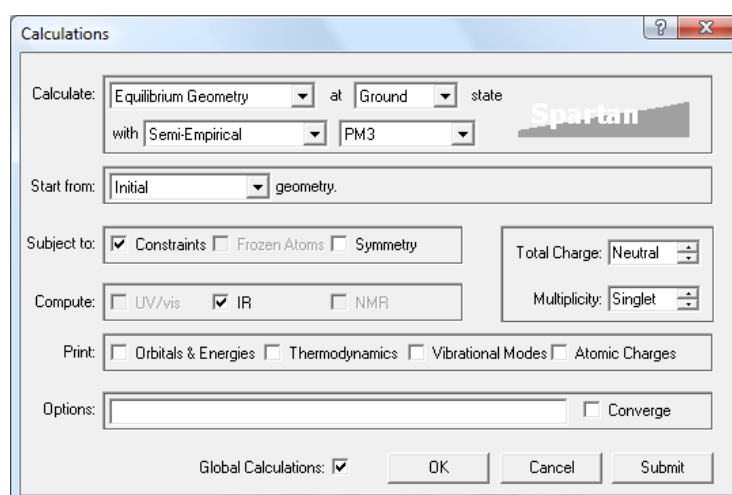 Calculations
Calculate: Equilibrium Geometry at Ground state
with Semi-Empirical PM3
Spartan
Start from: Initial geometry.
Subject to: Constraints Frozen Atoms Symmetry
Total Charge: Neutral
Compute: UV/vis IR NMR
Multiplicity: Singlet
Print: Orbitals & Energies Thermodynamics Vibrational Modes Atomic Charges
Options: Converge
Global Calculations: OK Cancel Submit